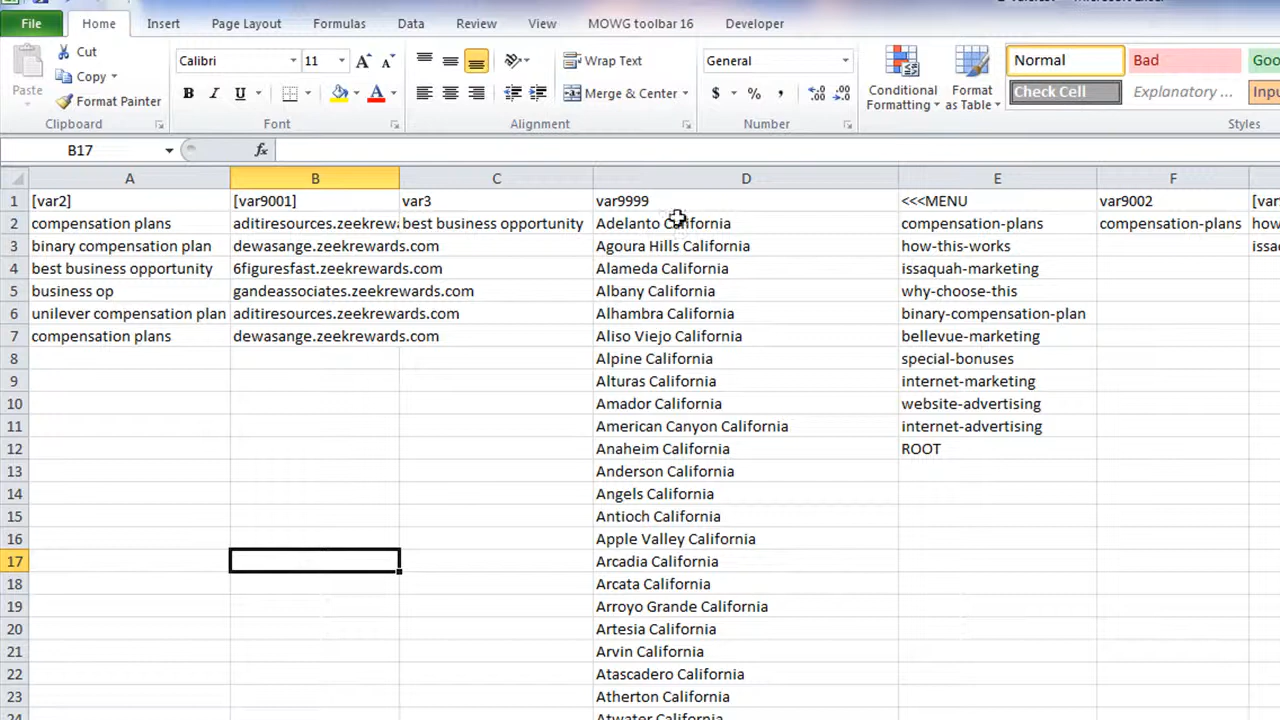 File Home Insert Page Layout Formulas Data Review View MOWG toolbar 16 Developer
Cut Calibri 11 Wrap Text General Normal Bad
Paste Copy Format Painter Merge & Center $ % , Conditional Formatting Format as Table Check Cell Explanatory ...
Clipboard Font Alignment Number Styles
B17 fx
A B C D E F
1 [var2] [var9001] var3 var9999 <<<MENU var9002
2 compensation plans aditiresources.zeekrewa best business opportunity Adelanto California compensation-plans compensation-plans
3 binary compensation plan dewasange.zeekrewards.com Agoura Hills California how-this-works
4 best business opportunity 6figuresfast.zeekrewards.com Alameda California issaquah-marketing
5 business op gandeassociates.zeekrewards.com Albany California why-choose-this
6 unilever compensation plan aditiresources.zeekrewards.com Alhambra California binary-compensation-plan
7 compensation plans dewasange.zeekrewards.com Aliso Viejo California bellevue-marketing
8 Alpine California special-bonuses
9 Alturas California internet-marketing
10 Amador California website-advertising
11 American Canyon California internet-advertising
12 Anaheim California ROOT
13 Anderson California
14 Angels California
15 Antioch California
16 Apple Valley California
17 Arcadia California
18 Arcata California
19 Arroyo Grande California
20 Artesia California
21 Arvin California
22 Atascadero California
23 Atherton California
24 Atwater California